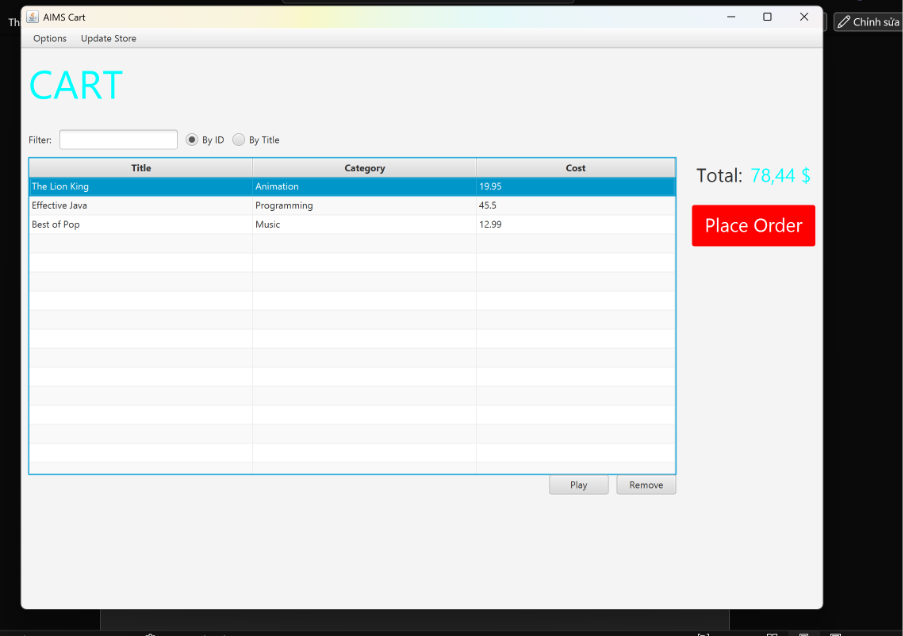 Th
AIMS Cart
Chỉnh sửa
Options Update Store
CART
Filter: By ID By Title
Title Category Cost
The Lion King Animation 19.95
Effective Java Programming 45.5
Best of Pop Music 12.99
Total: 78,44 $
Place Order
Play Remove